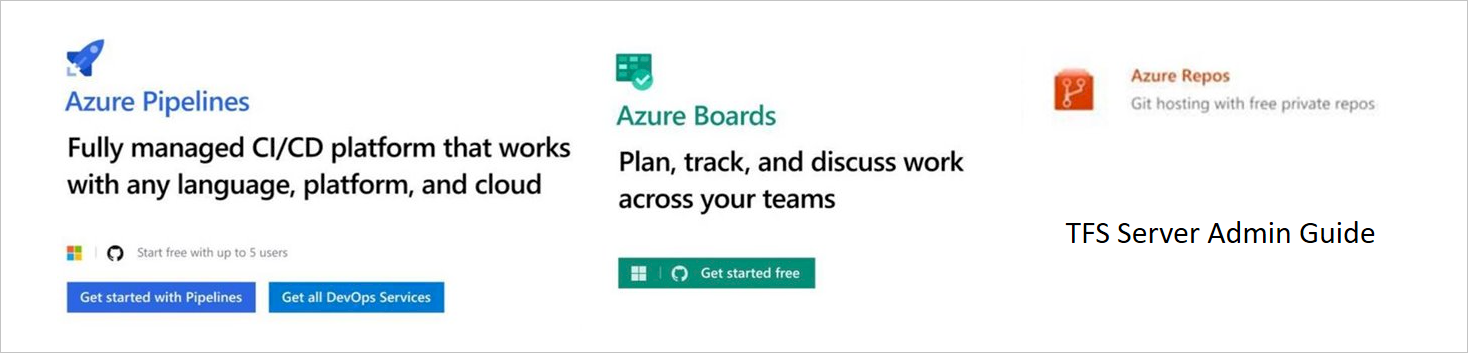 Azure Pipelines
Fully managed CI/CD platform that works
with any language, platform, and cloud
Start free with up to 5 users
Get started with Pipelines
Get all DevOps Services
Azure Boards
Plan, track, and discuss work
across your teams
Get started free
Azure Repos
Git hosting with free private repos
TFS Server Admin Guide